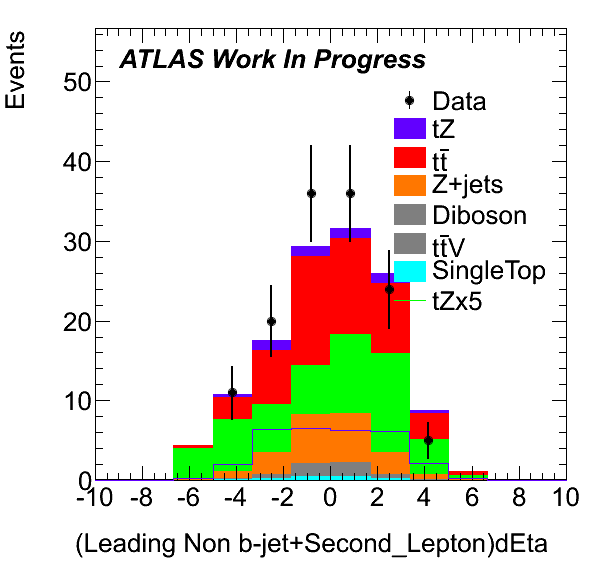 Events
ATLAS Work In Progress
Data
tZ
tt̄
Z+jets
Diboson
tt̄V
SingleTop
tZx5
50
40
30
20
10
0
-10 -8 -6 -4 -2 0 2 4 6 8 10
(Leading Non b-jet+Second_Lepton)dEta